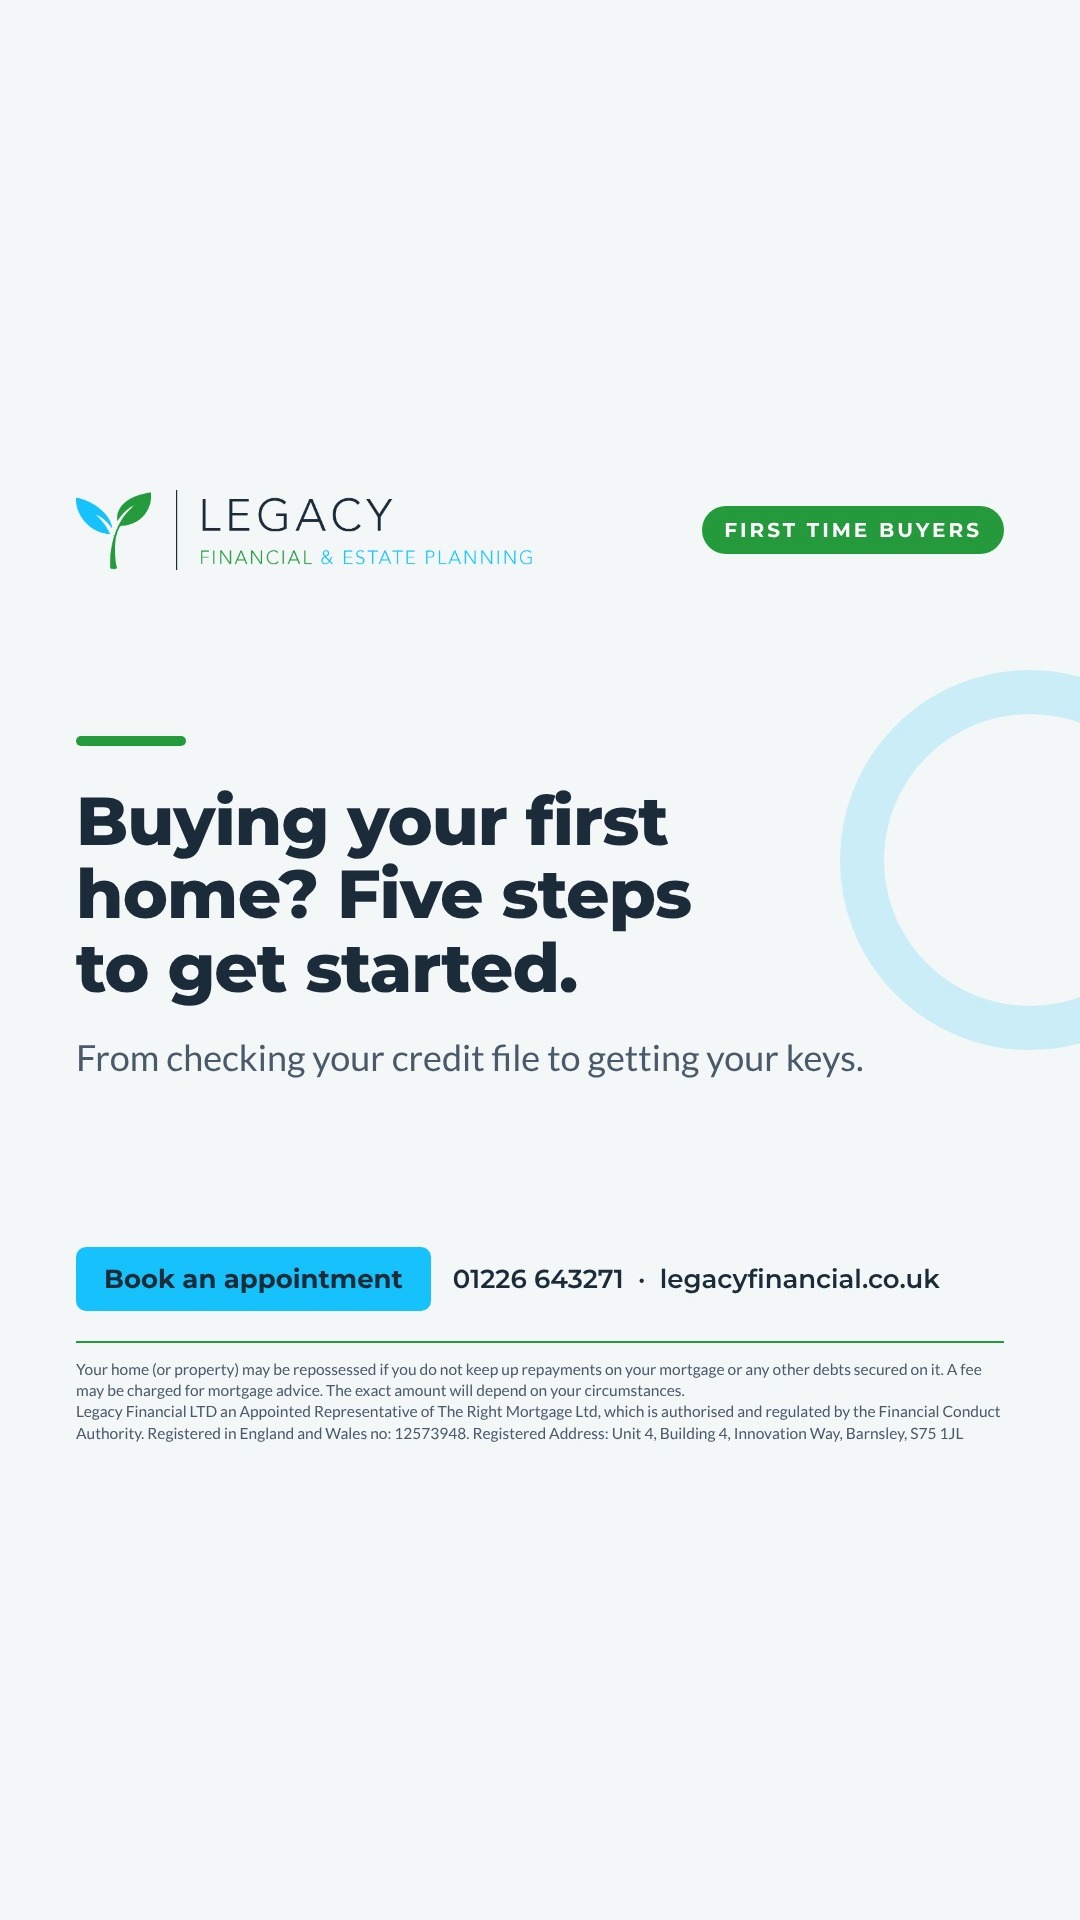 LEGACY
FINANCIAL & ESTATE PLANNING
FIRST TIME BUYERS
Buying your first
home? Five steps
to get started.
From checking your credit file to getting your keys.
Book an appointment
01226 643271 · legacyfinancial.co.uk
Your home (or property) may be repossessed if you do not keep up repayments on your mortgage or any other debts secured on it. A fee
may be charged for mortgage advice. The exact amount will depend on your circumstances.
Legacy Financial LTD an Appointed Representative of The Right Mortgage Ltd, which is authorised and regulated by the Financial Conduct
Authority. Registered in England and Wales no: 12573948. Registered Address: Unit 4, Building 4, Innovation Way, Barnsley, S75 1JL